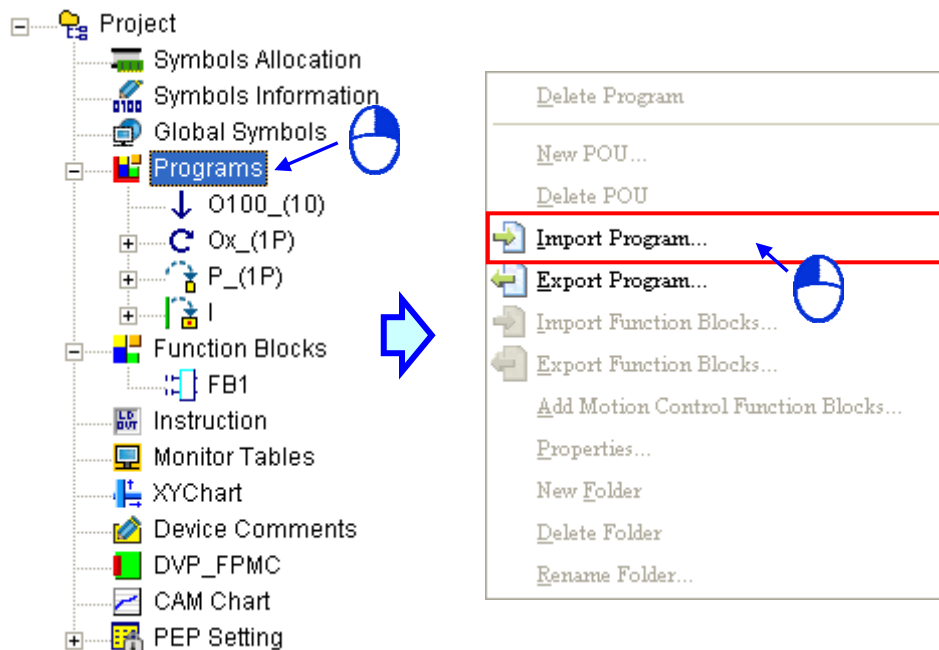 Project
Symbols Allocation
Symbols Information
Global Symbols
Programs
O100_(10)
Ox_(1P)
P_(1P)
I
Function Blocks
FB1
Instruction
Monitor Tables
XYChart
Device Comments
DVP_FPMC
CAM Chart
PEP Setting
Delete Program
New POU...
Delete POU
Import Program...
Export Program...
Import Function Blocks...
Export Function Blocks...
Add Motion Control Function Blocks...
Properties...
New Folder
Delete Folder
Rename Folder...